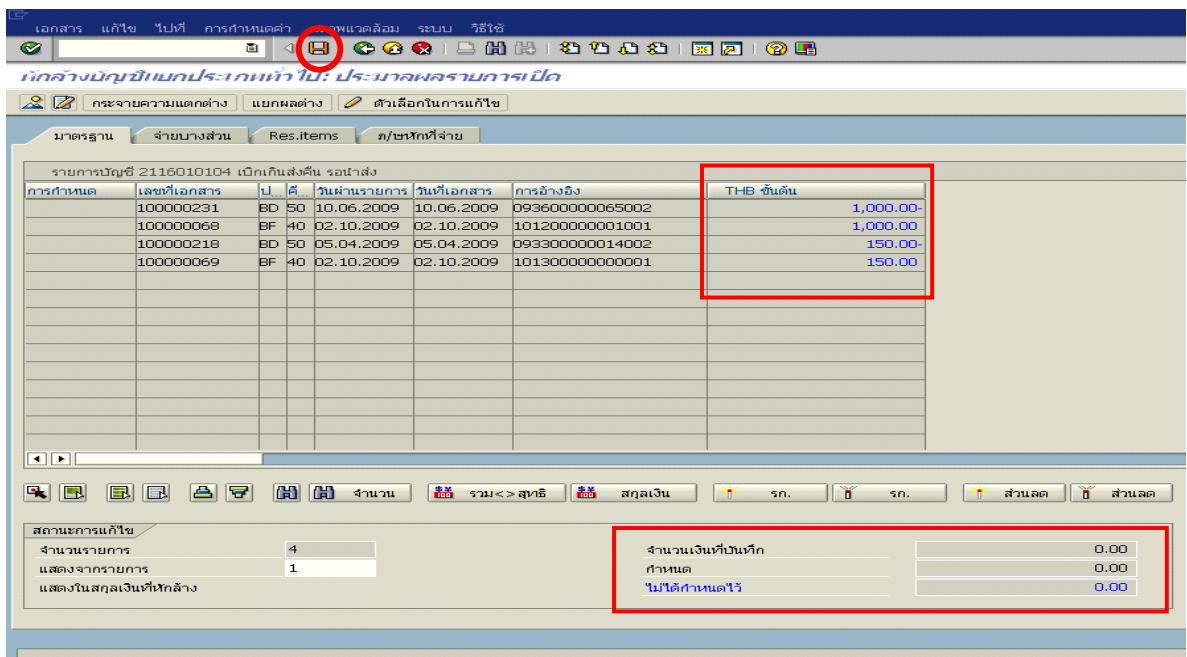 เอกสาร แก้ไข ไปที่ การกำหนดค่า สภาพแวดล้อม ระบบ วิธีใช้
หักล้างบัญชีแยกประเภททั่วไป: ประมาลผลรายการเปิด
กระจายความแตกต่าง แยกผลต่าง ตัวเลือกในการแก้ไข
มาตรฐาน จ่ายบางส่วน Res.items ภ/ษหักที่จ่าย
รายการบัญชี 2116010104 เบิกเกินส่งคืน รอนำส่ง
การกำหนด เลขที่เอกสาร ป... คี... วันผ่านรายการ วันที่เอกสาร การอ้างอิง THB ขั้นต้น
100000231 BD 50 10.06.2009 10.06.2009 093600000065002 1,000.00-
100000068 BF 40 02.10.2009 02.10.2009 101200000001001 1,000.00
100000218 BD 50 05.04.2009 05.04.2009 093300000014002 150.00-
100000069 BF 40 02.10.2009 02.10.2009 101300000000001 150.00
จำนวน รวม<>สุทธิ สกุลเงิน รก. รก. ส่วนลด ส่วนลด
สถานะการแก้ไข
จำนวนรายการ 4 จำนวนเงินที่บันทึก 0.00
แสดงจากรายการ 1 กำหนด 0.00
แสดงในสกุลเงินที่หักล้าง ไม่ได้กำหนดไว้ 0.00